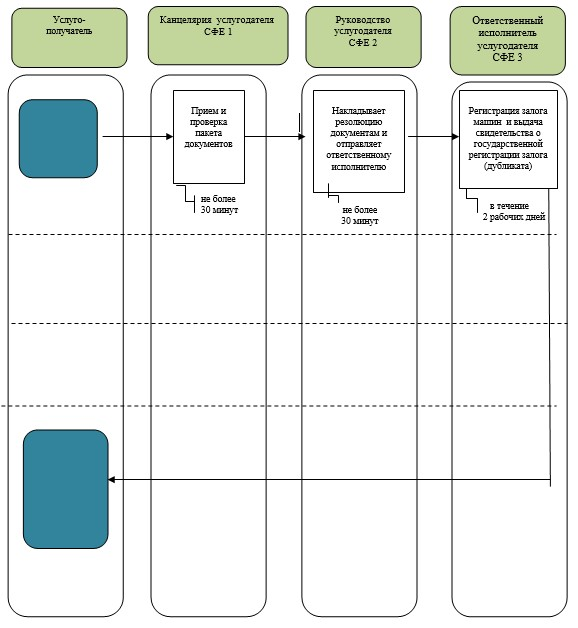 Услуго-
получатель
Канцелярия услугодателя
СФЕ 1
Руководство
услугодателя
СФЕ 2
Ответственный
исполнитель
услугодателя
СФЕ 3
Прием и
проверка
пакета
документов
Накладывает
резолюцию
документам и
отправляет
ответственному
исполнителю
Регистрация залога
машин и выдача
свидетельства о
государственной
регистрации залога
(дубликата)
не более
30 минут
не более
30 минут
в течение
2 рабочих дней